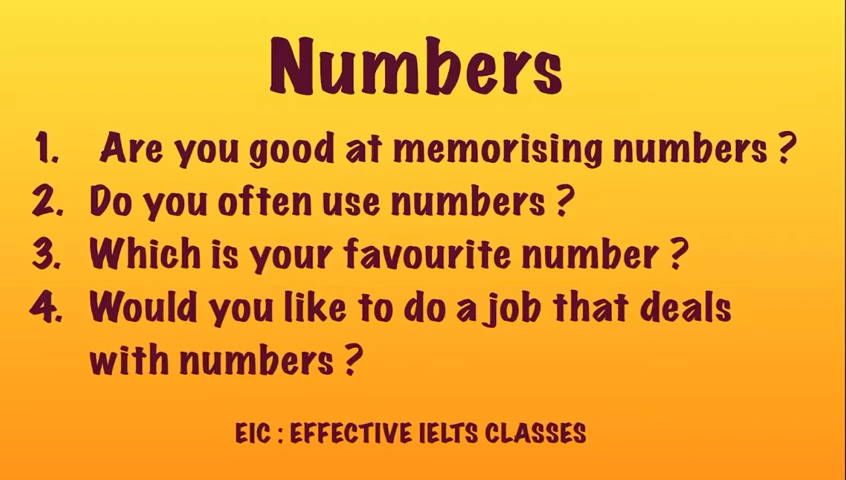 Numbers
1. Are you good at memorising numbers ?
2. Do you often use numbers ?
3. Which is your favourite number ?
4. Would you like to do a job that deals
with numbers ?
EIC : EFFECTIVE IELTS CLASSES